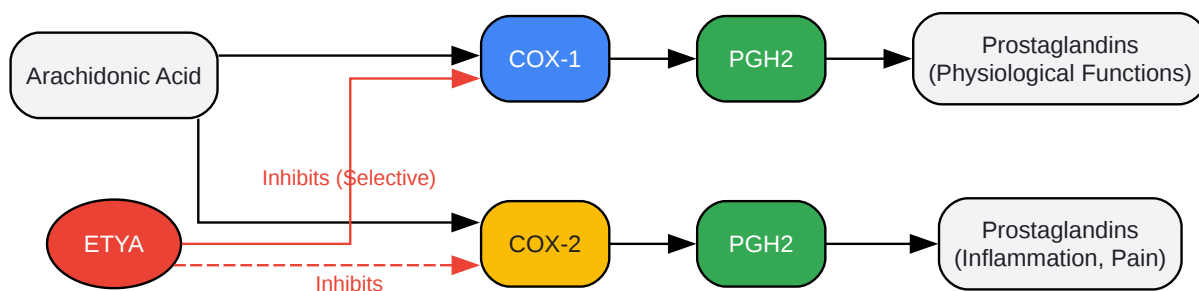 Arachidonic Acid
COX-1
PGH2
Prostaglandins
(Physiological Functions)
Inhibits (Selective)
ETYA
Inhibits
COX-2
PGH2
Prostaglandins
(Inflammation, Pain)